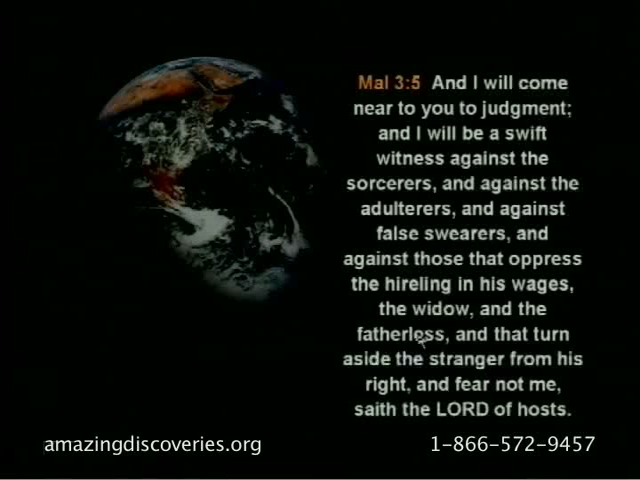 Mal 3:5 And I will come
near to you to judgment;
and I will be a swift
witness against the
sorcerers, and against the
adulterers, and against
false swearers, and
against those that oppress
the hireling in his wages,
the widow, and the
fatherless, and that turn
aside the stranger from his
right, and fear not me,
saith the LORD of hosts.
amazingdiscoveries.org
1-866-572-9457